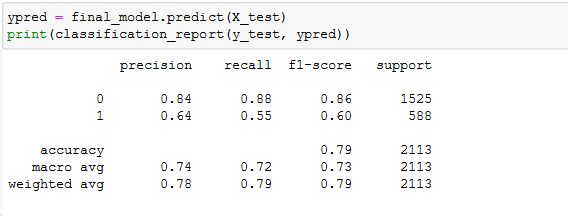 ypred = final_model.predict(X_test)
print(classification_report(y_test, ypred))
precision recall f1-score support
0 0.84 0.88 0.86 1525
1 0.64 0.55 0.60 588
accuracy 0.79 2113
macro avg 0.74 0.72 0.73 2113
weighted avg 0.78 0.79 0.79 2113